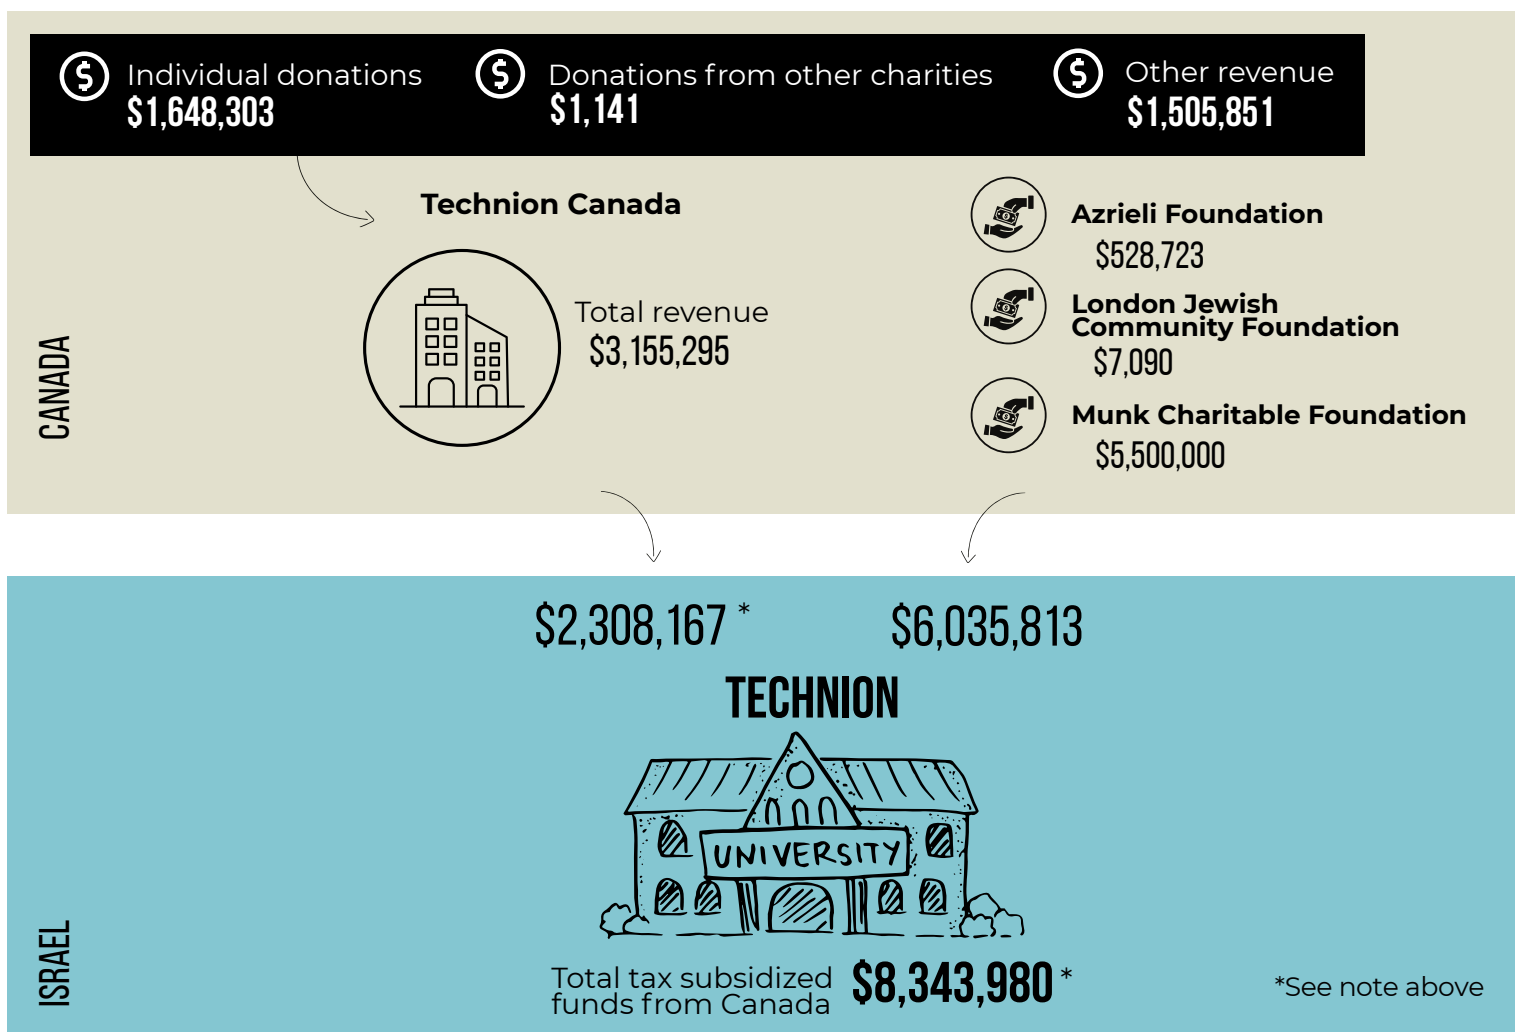 Individual donations
$1,648,303
Donations from other charities
$1,141
Other revenue
$1,505,851
Technion Canada
Total revenue
$3,155,295
Azrieli Foundation
$528,723
London Jewish
Community Foundation
$7,090
Munk Charitable Foundation
$5,500,000
CANADA
$2,308,167 *
$6,035,813
TECHNION
UNIVERSITY
Total tax subsidized
funds from Canada
$8,343,980 *
*See note above
ISRAEL